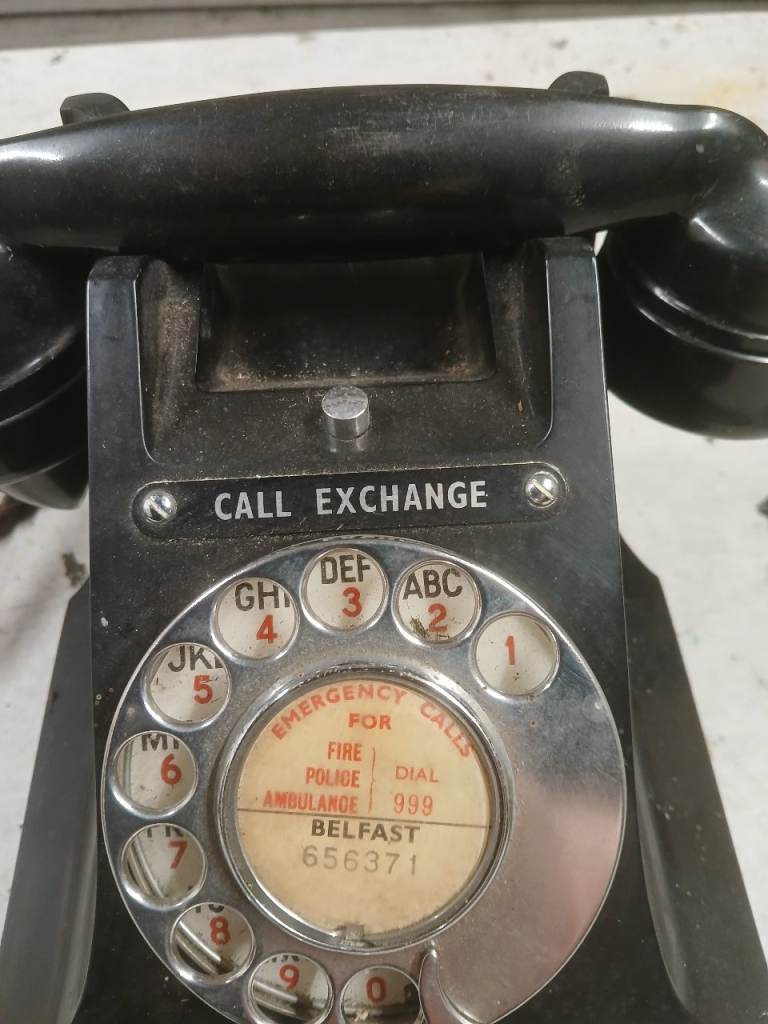 CALL EXCHANGE
ABC
DEF
GHI
1
2
3
4
5
6
7
8
9
0
EMERGENCY CALLS
FOR
FIRE
POLICE
AMBULANCE
DIAL
999
BELFAST
656371